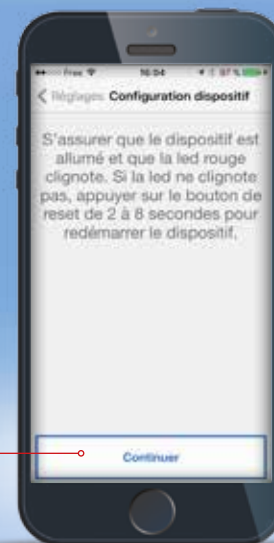 Free 16:04 87 %
Réglages Configuration dispositif
S'assurer que le dispositif est
allumé et que la led rouge
clignote. Si la led ne clignote
pas, appuyer sur le bouton de
reset de 2 à 8 secondes pour
redémarrer le dispositif.
Continuer